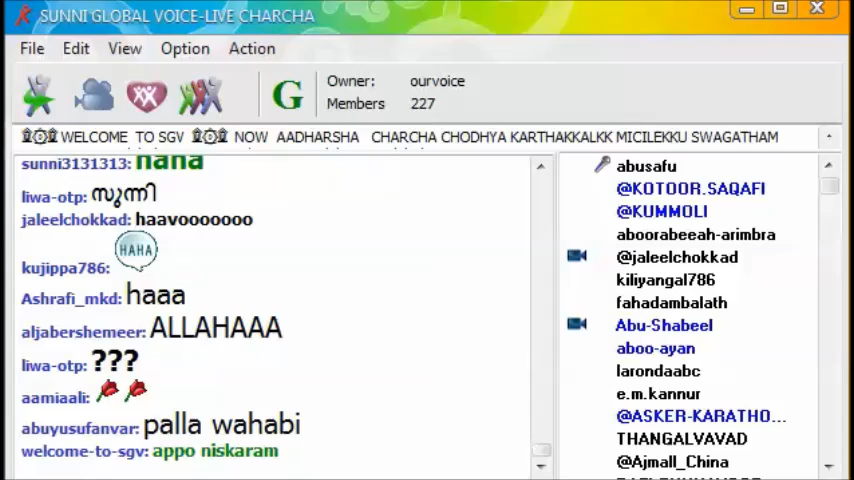 SUNNI GLOBAL VOICE-LIVE CHARCHA
File Edit View Option Action
G
Owner: ourvoice
Members 227
WELCOME TO SGV NOW AADHARSHA CHARCHA CHODHYA KARTHAKKALKK MICILEKKU SWAGATHAM
sunni3131313: haha
liwa-otp: സുന്നി
jaleelchokkad: haavooooooo
kujippa786: HAHA
Ashrafi_mkd: haaa
aljabershemeer: ALLAHAAA
liwa-otp: ???
aamiaali:
abuyusufanvar: palla wahabi
welcome-to-sgv: appo niskaram
abusafu
@KOTOOR.SAQAFI
@KUMMOLI
aboorabeeah-arimbra
@jaleelchokkad
kiliyangal786
fahadambalath
Abu-Shabeel
aboo-ayan
larondaabc
e.m.kannur
@ASKER-KARATHO...
THANGALVAVAD
@Ajmall_China